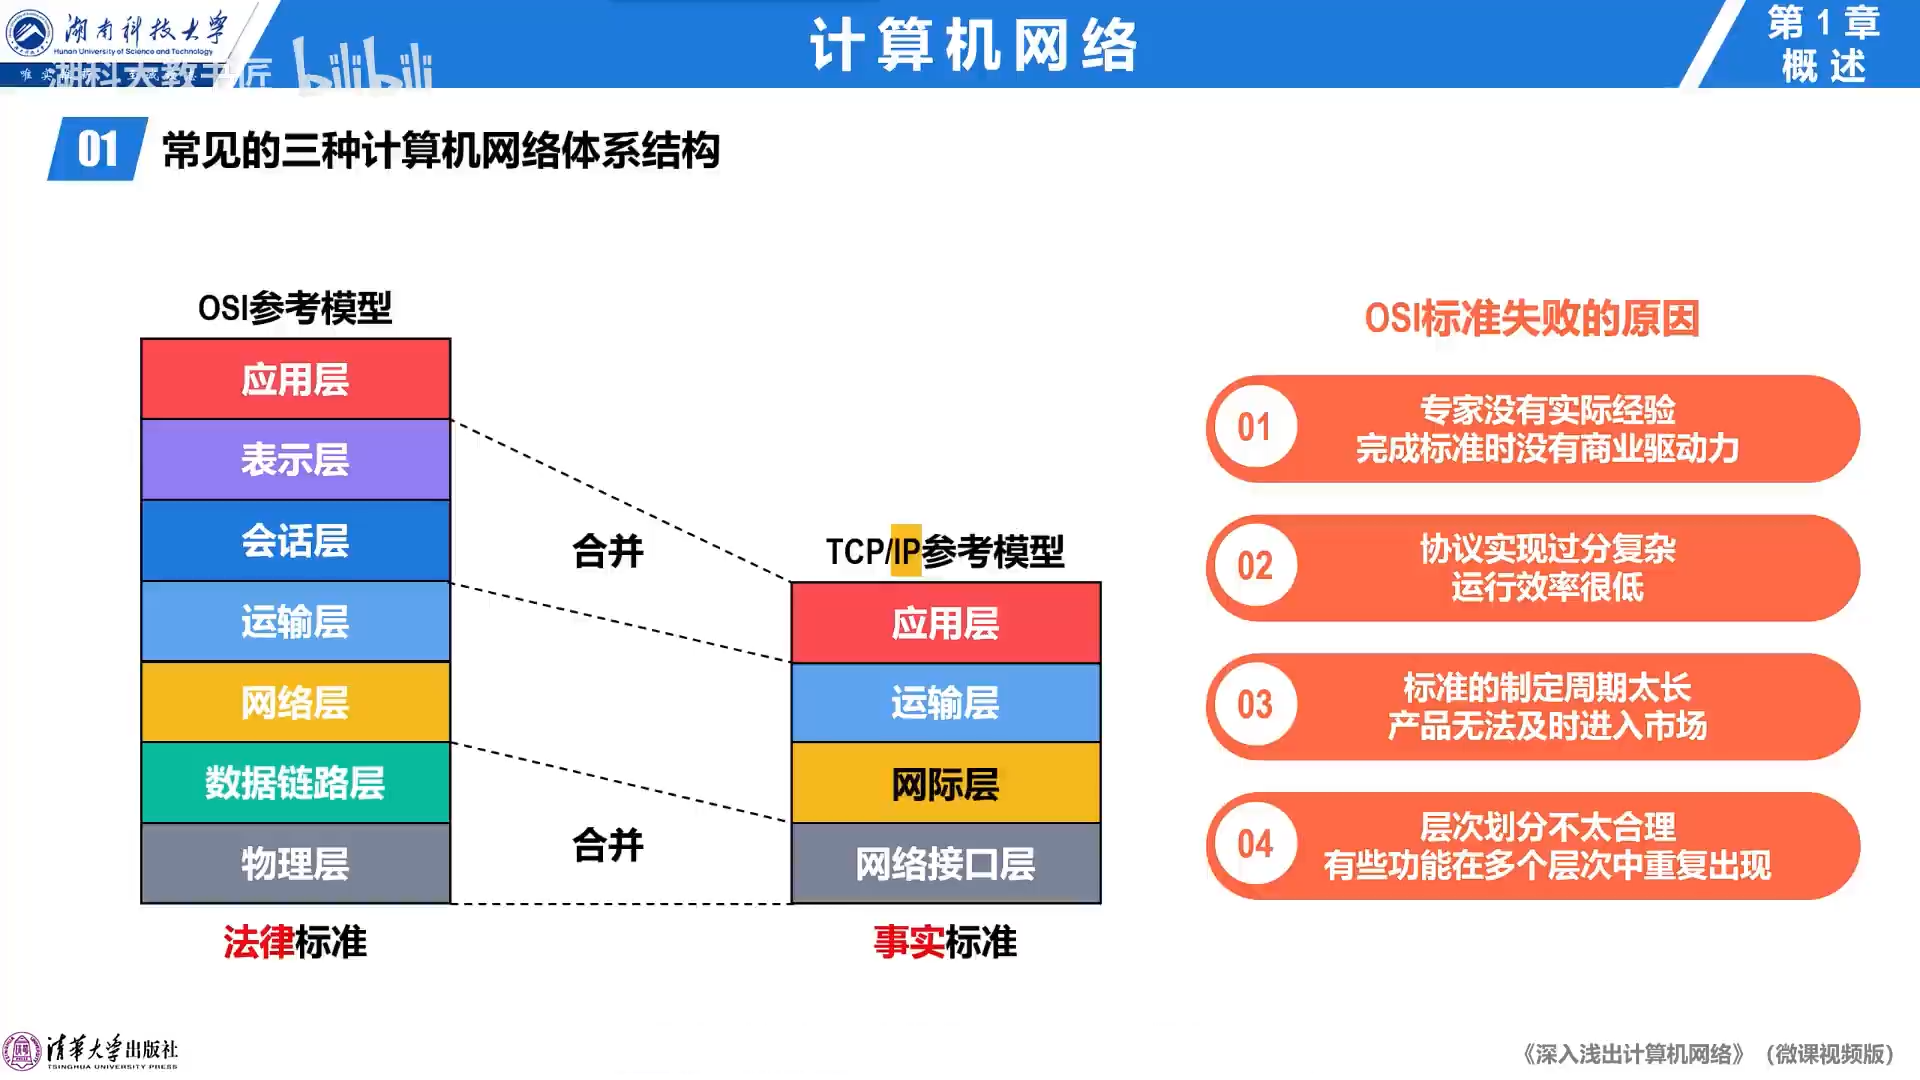 湖南科技大学
Hunan University of Science and Technology
湖科大教书匠
bilibili
计算机网络
第1章
概述
01
常见的三种计算机网络体系结构
OSI参考模型
应用层
表示层
会话层
运输层
网络层
数据链路层
物理层
法律标准
合并
合并
TCP/IP参考模型
应用层
运输层
网际层
网络接口层
事实标准
OSI标准失败的原因
01
专家没有实际经验
完成标准时没有商业驱动力
02
协议实现过分复杂
运行效率很低
03
标准的制定周期太长
产品无法及时进入市场
04
层次划分不太合理
有些功能在多个层次中重复出现
清华大学出版社
TSINGHUA UNIVERSITY PRESS
《深入浅出计算机网络》（微课视频版）